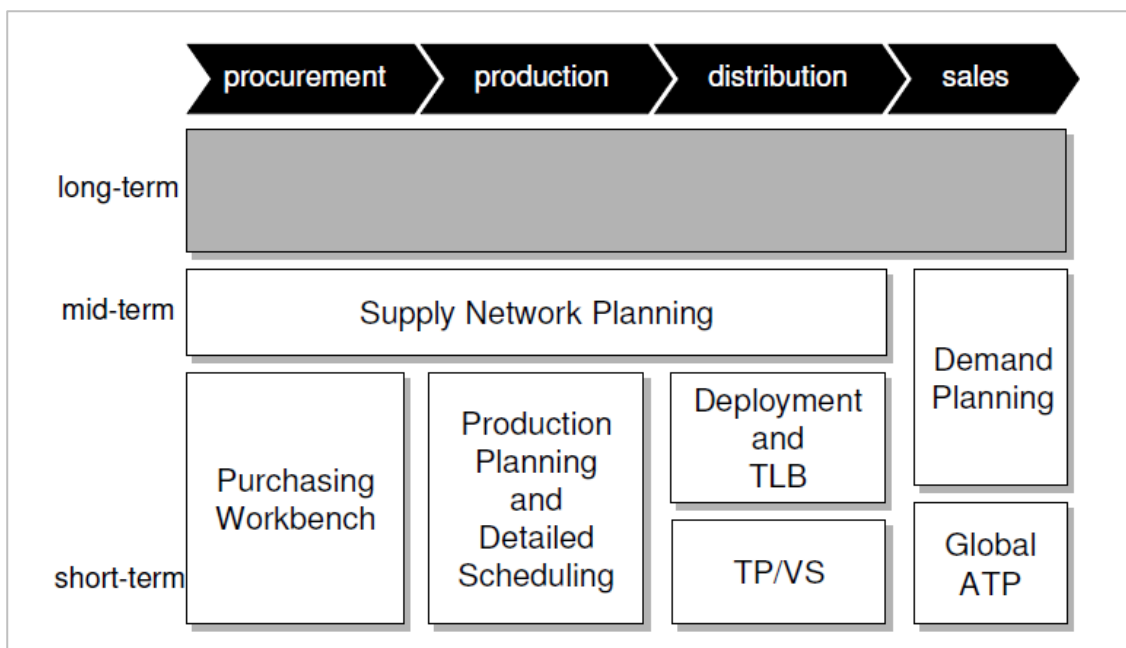 procurement
production
distribution
sales
long-term
mid-term
Supply Network Planning
Demand
Planning
Purchasing
Workbench
Production
Planning
and
Detailed
Scheduling
Deployment
and
TLB
short-term
TP/VS
Global
ATP